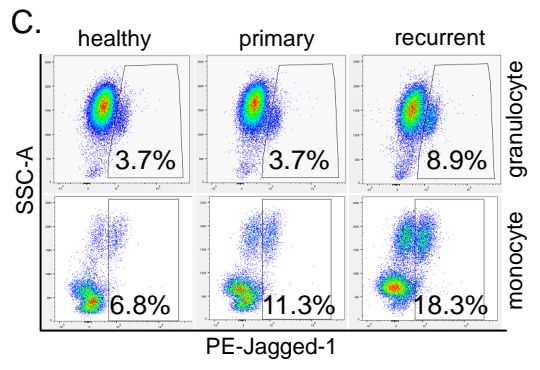 C.
healthy primary recurrent
3.7% 3.7% 8.9%
granulocyte
SSC-A
6.8% 11.3% 18.3%
monocyte
PE-Jagged-1